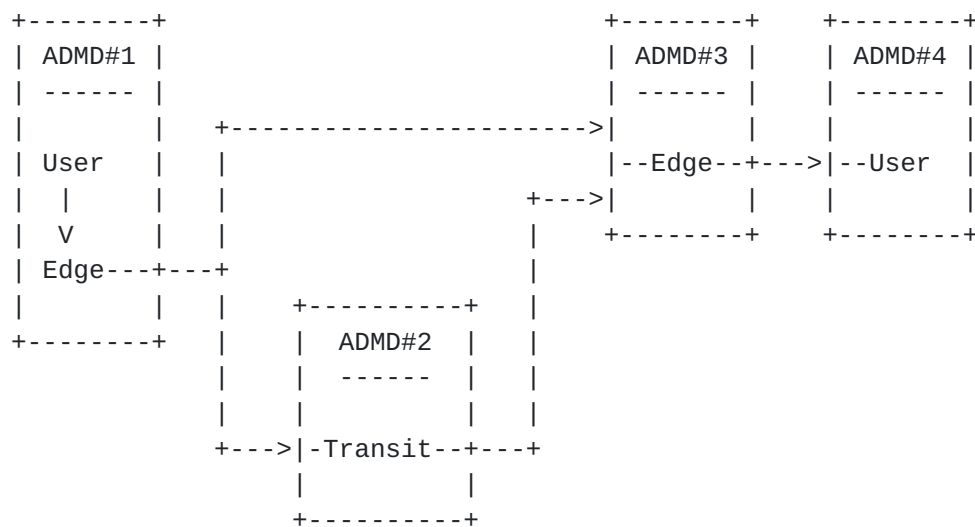 +--------+                            +--------+     +--------+
| ADMD#1 |                            | ADMD#3 |     | ADMD#4 |
| ------ |                            | ------ |     | ------ |
|        |   +----------------------->|        |     |        |
| User   |   |                        |--Edge--+---->|--User  |
|  |     |   |                   +--->|        |     |        |
|  V     |   |                   |    +--------+     +--------+
| Edge---+---+                   |
|        |   |    +----------+   |
+--------+   |    |  ADMD#2  |   |
             |    |  ------  |   |
             |    |          |   |
             +--->|-Transit--+---+
                  |          |
                  +----------+